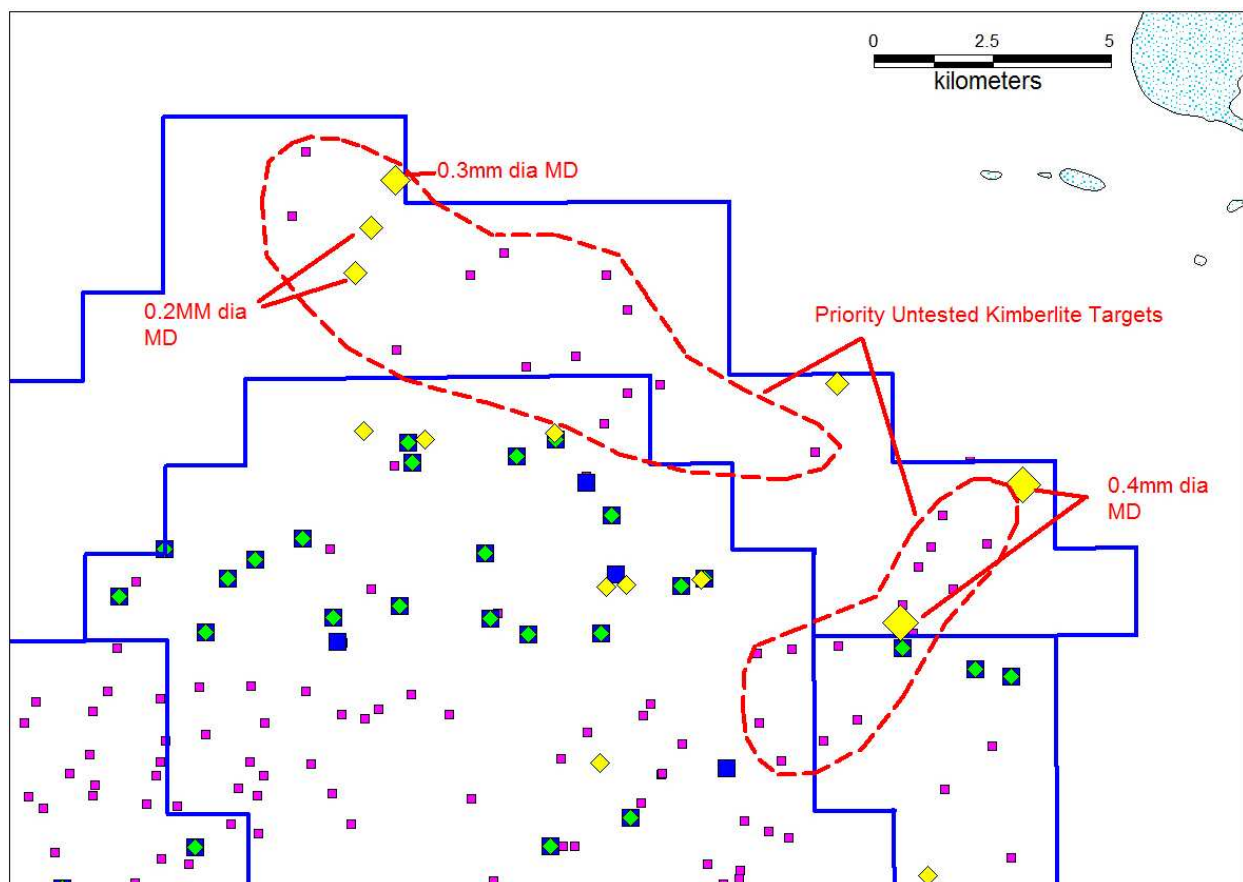 0 2.5 5
kilometers
0.3mm dia MD
0.2MM dia
MD
Priority Untested Kimberlite Targets
0.4mm dia
MD